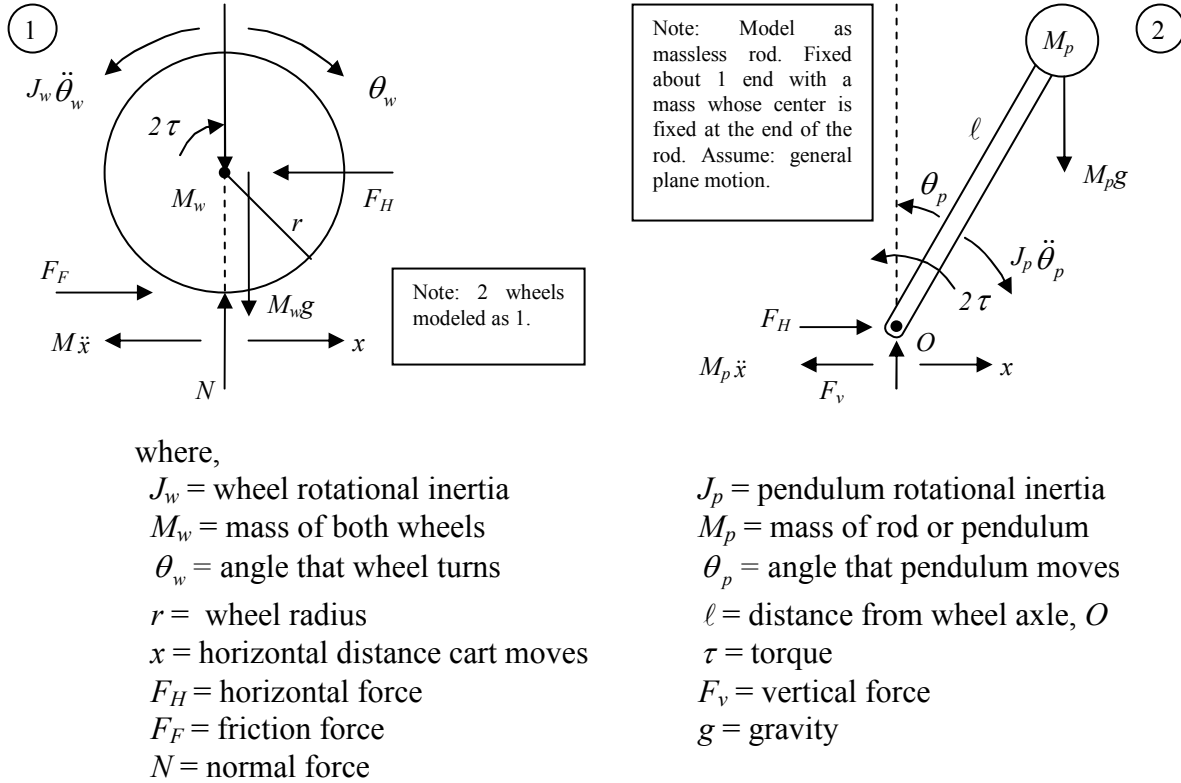 1
J_w θ̈_w
θ_w
2 τ
M_w
F_H
r
F_F
M_wg
M ẍ
x
N
Note: 2 wheels
modeled as 1.
2
Note: Model as
massless rod. Fixed
about 1 end with a
mass whose center is
fixed at the end of the
rod. Assume: general
plane motion.
M_p
ℓ
M_pg
θ_p
J_p θ̈_p
2 τ
F_H
O
M_p ẍ
x
F_v
where,
J_w = wheel rotational inertia
M_w = mass of both wheels
θ_w = angle that wheel turns
r = wheel radius
x = horizontal distance cart moves
F_H = horizontal force
F_F = friction force
N = normal force
J_p = pendulum rotational inertia
M_p = mass of rod or pendulum
θ_p = angle that pendulum moves
ℓ = distance from wheel axle, O
τ = torque
F_v = vertical force
g = gravity